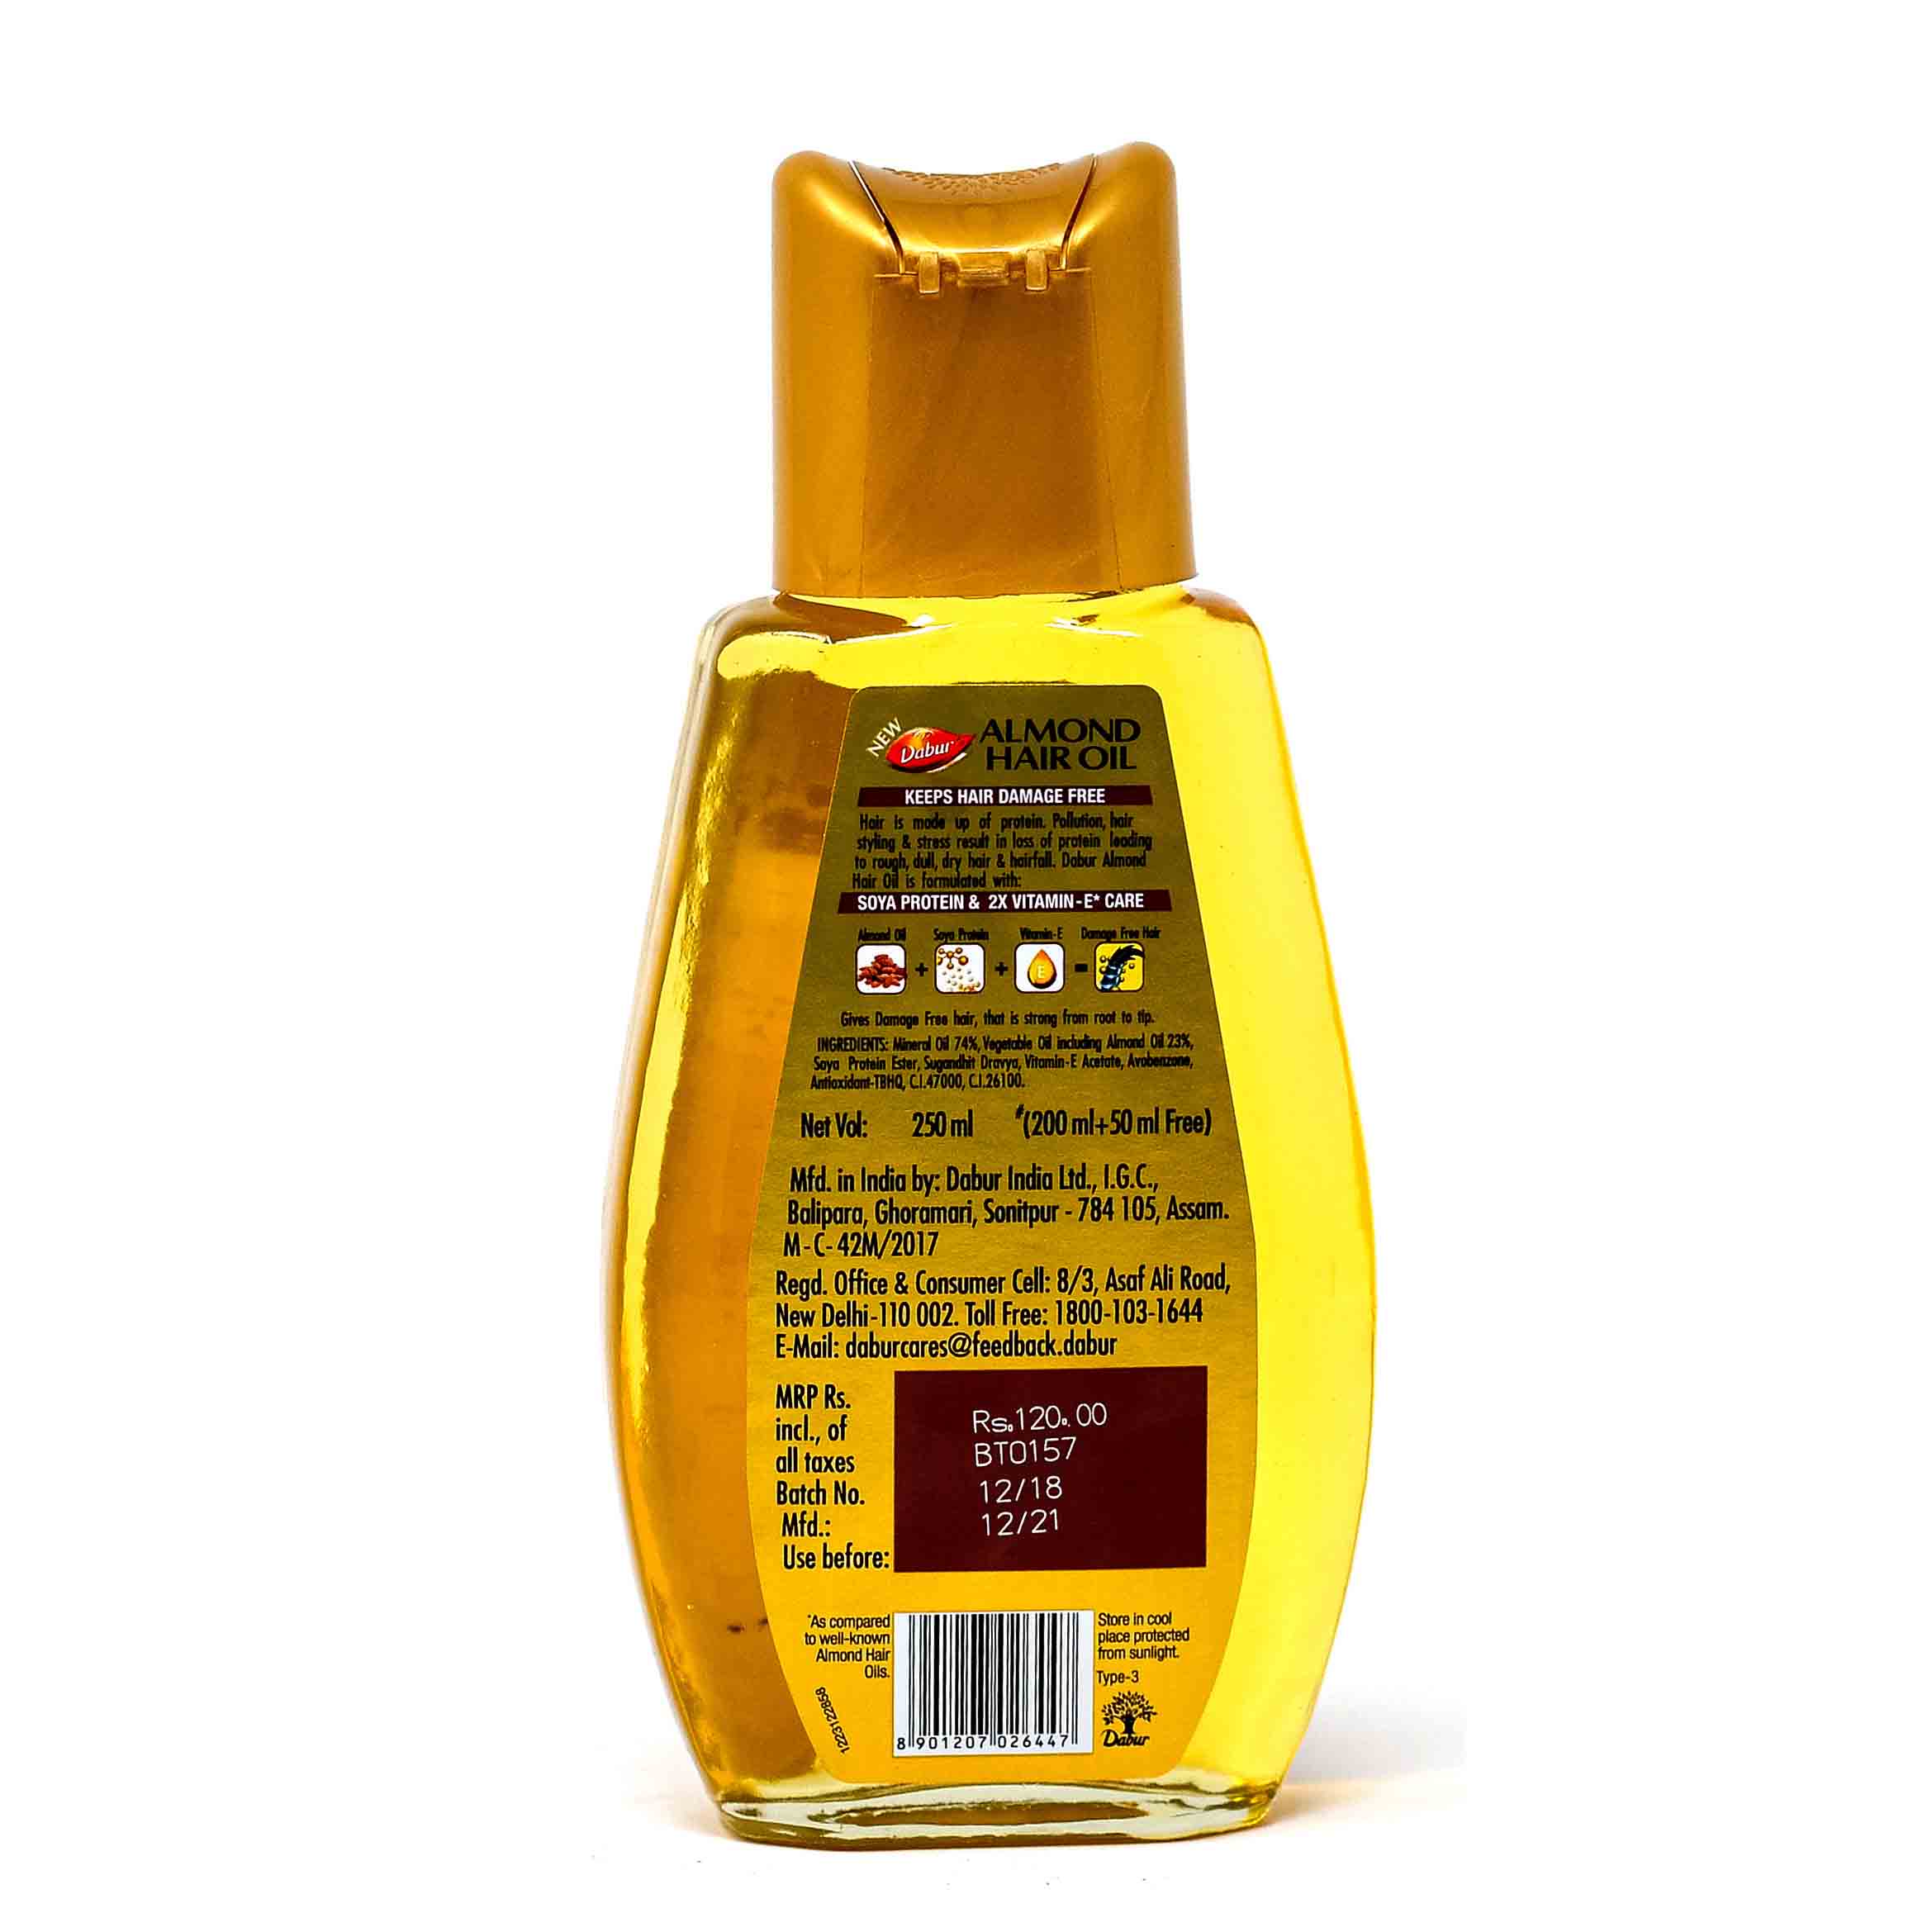 NEW
Dabur
ALMOND
HAIR OIL
KEEPS HAIR DAMAGE FREE
Hair is made up of protein. Pollution, hair
styling & stress result in loss of protein leading
to rough, dull, dry hair & hairfall. Dabur Almond
Hair Oil is formulated with:
SOYA PROTEIN & 2X VITAMIN-E* CARE
Almond Oil Soya Protein Vitamin-E Damage Free Hair
+ + E =
Gives Damage Free hair, that is strong from root to tip.
INGREDIENTS: Mineral Oil 74%, Vegetable Oil including Almond Oil 23%,
Soya Protein Ester, Sugandhit Dravya, Vitamin-E Acetate, Avobenzone,
Antioxidant-TBHQ, C.I.47000, C.I.26100.
Net Vol: 250 ml #(200 ml+50 ml Free)
Mfd. in India by: Dabur India Ltd., I.G.C.,
Balipara, Ghoramari, Sonitpur - 784 105, Assam.
M-C-42M/2017
Regd. Office & Consumer Cell: 8/3, Asaf Ali Road,
New Delhi-110 002. Toll Free: 1800-103-1644
E-Mail: daburcares@feedback.dabur
MRP Rs.
incl., of
all taxes
Batch No.
Mfd.:
Use before:
Rs.120.00
BT0157
12/18
12/21
*As compared
to well-known
Almond Hair
Oils.
1223122858
8 901207 026447
Store in cool
place protected
from sunlight.
Type-3
Dabur